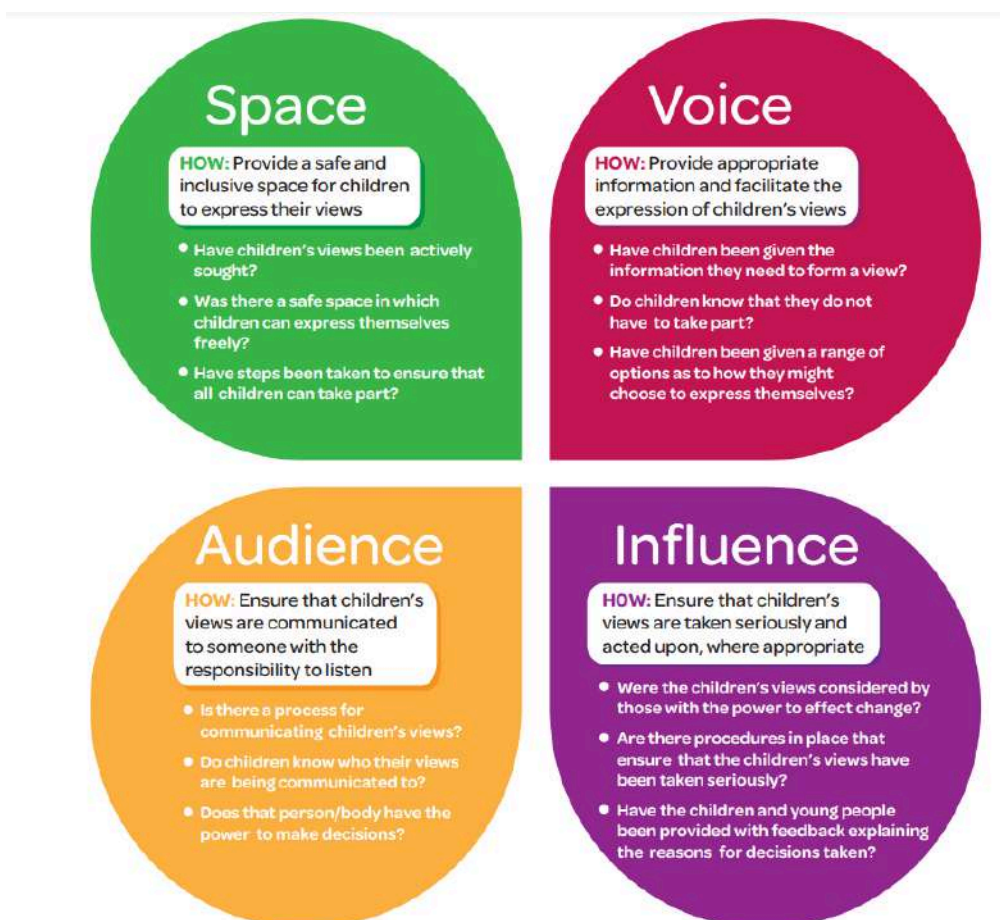 Space
HOW: Provide a safe and
inclusive space for children
to express their views
• Have children's views been actively
sought?
• Was there a safe space in which
children can express themselves
freely?
• Have steps been taken to ensure that
all children can take part?
Voice
HOW: Provide appropriate
information and facilitate the
expression of children's views
• Have children been given the
information they need to form a view?
• Do children know that they do not
have to take part?
• Have children been given a range of
options as to how they might
choose to express themselves?
Audience
HOW: Ensure that children's
views are communicated
to someone with the
responsibility to listen
• Is there a process for
communicating children's views?
• Do children know who their views
are being communicated to?
• Does that person/body have the
power to make decisions?
Influence
HOW: Ensure that children's
views are taken seriously and
acted upon, where appropriate
• Were the children's views considered by
those with the power to effect change?
• Are there procedures in place that
ensure that the children's views have
been taken seriously?
• Have the children and young people
been provided with feedback explaining
the reasons for decisions taken?